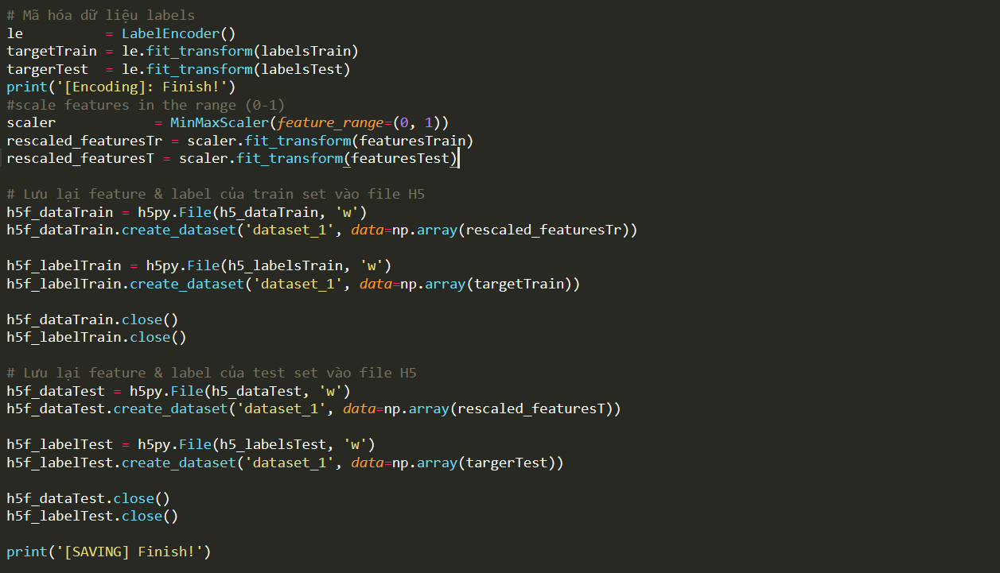 # Mã hóa dữ liệu labels
le          = LabelEncoder()
targetTrain = le.fit_transform(labelsTrain)
targerTest  = le.fit_transform(labelsTest)
print('[Encoding]: Finish!')
#scale features in the range (0-1)
scaler            = MinMaxScaler(feature_range=(0, 1))
rescaled_featuresTr = scaler.fit_transform(featuresTrain)
rescaled_featuresT = scaler.fit_transform(featuresTest)
# Lưu lại feature & label của train set vào file H5
h5f_dataTrain = h5py.File(h5_dataTrain, 'w')
h5f_dataTrain.create_dataset('dataset_1', data=np.array(rescaled_featuresTr))
h5f_labelTrain = h5py.File(h5_labelsTrain, 'w')
h5f_labelTrain.create_dataset('dataset_1', data=np.array(targetTrain))
h5f_dataTrain.close()
h5f_labelTrain.close()
# Lưu lại feature & label của test set vào file H5
h5f_dataTest = h5py.File(h5_dataTest, 'w')
h5f_dataTest.create_dataset('dataset_1', data=np.array(rescaled_featuresT))
h5f_labelTest = h5py.File(h5_labelsTest, 'w')
h5f_labelTest.create_dataset('dataset_1', data=np.array(targerTest))
h5f_dataTest.close()
h5f_labelTest.close()
print('[SAVING] Finish!')